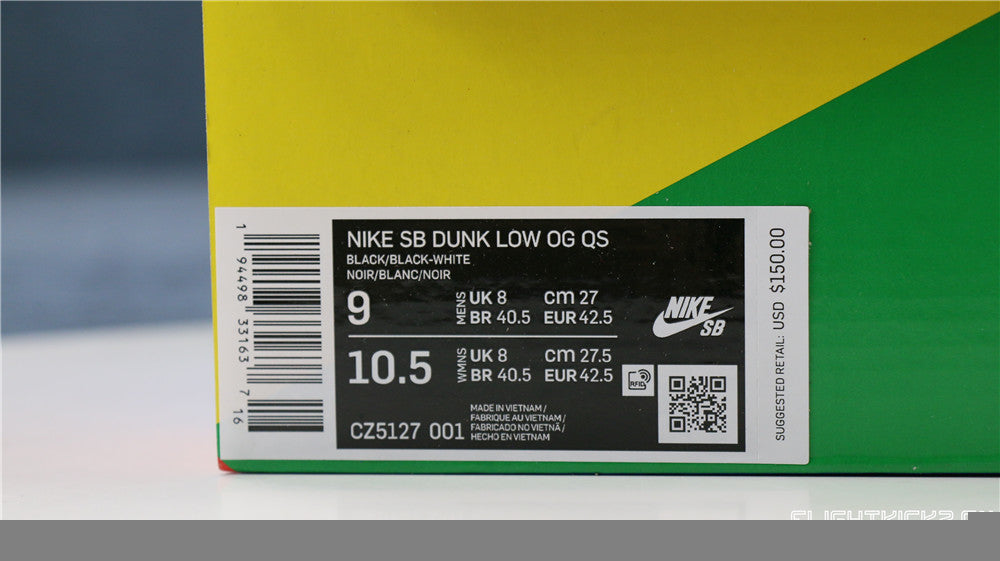 1 94498 33163 7 16
NIKE SB DUNK LOW OG QS
BLACK/BLACK-WHITE
NOIR/BLANC/NOIR
9
MENS
UK 8 cm 27
BR 40.5 EUR 42.5
10.5
WMNS
UK 8 cm 27.5
BR 40.5 EUR 42.5
CZ5127 001
MADE IN VIETNAM /
FABRIQUE AU VIETNAM /
FABRICADO NO VIETNÃ /
HECHO EN VIETNAM
NIKE
SB
RFID
SUGGESTED RETAIL: USD $150.00